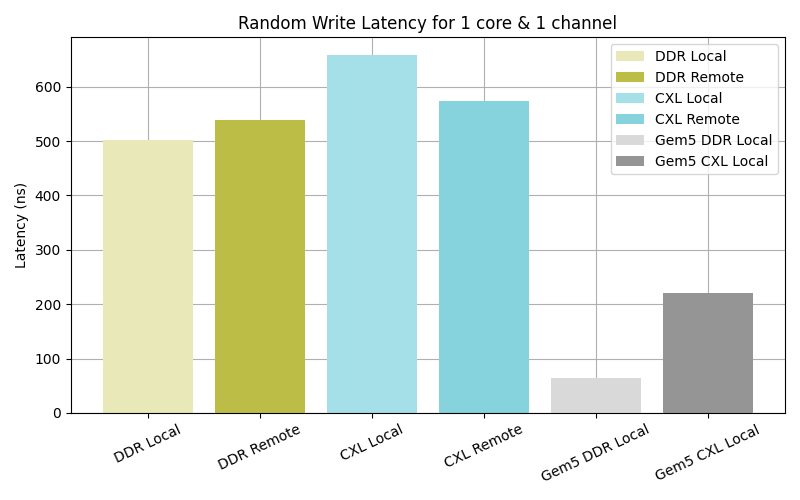 Random Write Latency for 1 core & 1 channel
Latency (ns)
600
500
400
300
200
100
0
DDR Local
DDR Remote
CXL Local
CXL Remote
Gem5 DDR Local
Gem5 CXL Local
DDR Local
DDR Remote
CXL Local
CXL Remote
Gem5 DDR Local
Gem5 CXL Local